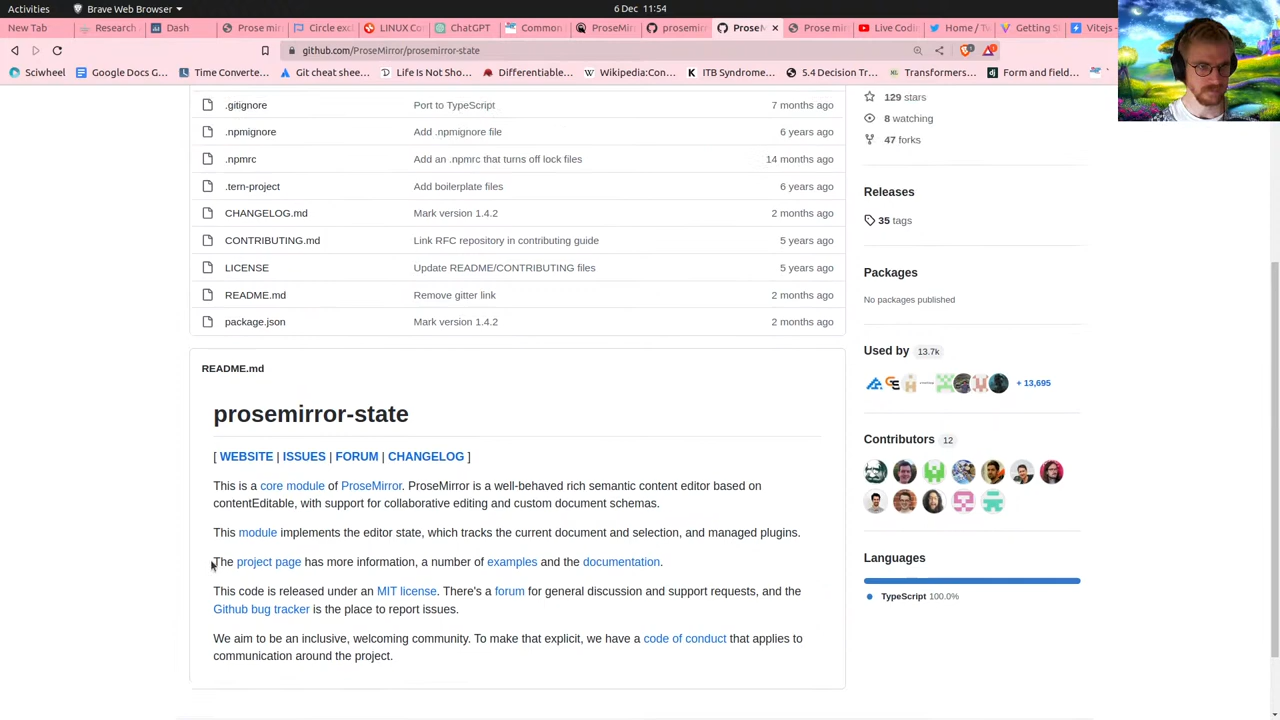 Activities
Brave Web Browser
6 Dec 11:54
New Tab
Research
Dash
Prose mir
Circle excl
LINUX Ca
ChatGPT
Common
ProseMirr
prosemirr
ProseM
Prose mir
Live Codi
Home / Tw
Getting S
Vitejs -
github.com/ProseMirror/prosemirror-state
Sciwheel
Google Docs G...
Time Converte...
Git cheat shee...
Life Is Not Sho...
Differentiable...
Wikipedia:Con...
ITB Syndrome...
5.4 Decision Tr...
Transformers...
Form and field...
.gitignore Port to TypeScript 7 months ago
.npmignore Add .npmignore file 6 years ago
.npmrc Add an .npmrc that turns off lock files 14 months ago
.tern-project Add boilerplate files 6 years ago
CHANGELOG.md Mark version 1.4.2 2 months ago
CONTRIBUTING.md Link RFC repository in contributing guide 5 years ago
LICENSE Update README/CONTRIBUTING files 5 years ago
README.md Remove gitter link 2 months ago
package.json Mark version 1.4.2 2 months ago
README.md
prosemirror-state
[ WEBSITE | ISSUES | FORUM | CHANGELOG ]
This is a core module of ProseMirror. ProseMirror is a well-behaved rich semantic content editor based on
contentEditable, with support for collaborative editing and custom document schemas.
This module implements the editor state, which tracks the current document and selection, and managed plugins.
The project page has more information, a number of examples and the documentation.
This code is released under an MIT license. There's a forum for general discussion and support requests, and the
Github bug tracker is the place to report issues.
We aim to be an inclusive, welcoming community. To make that explicit, we have a code of conduct that applies to
communication around the project.
129 stars
8 watching
47 forks
Releases
35 tags
Packages
No packages published
Used by 13.7k
+ 13,695
Contributors 12
Languages
TypeScript 100.0%